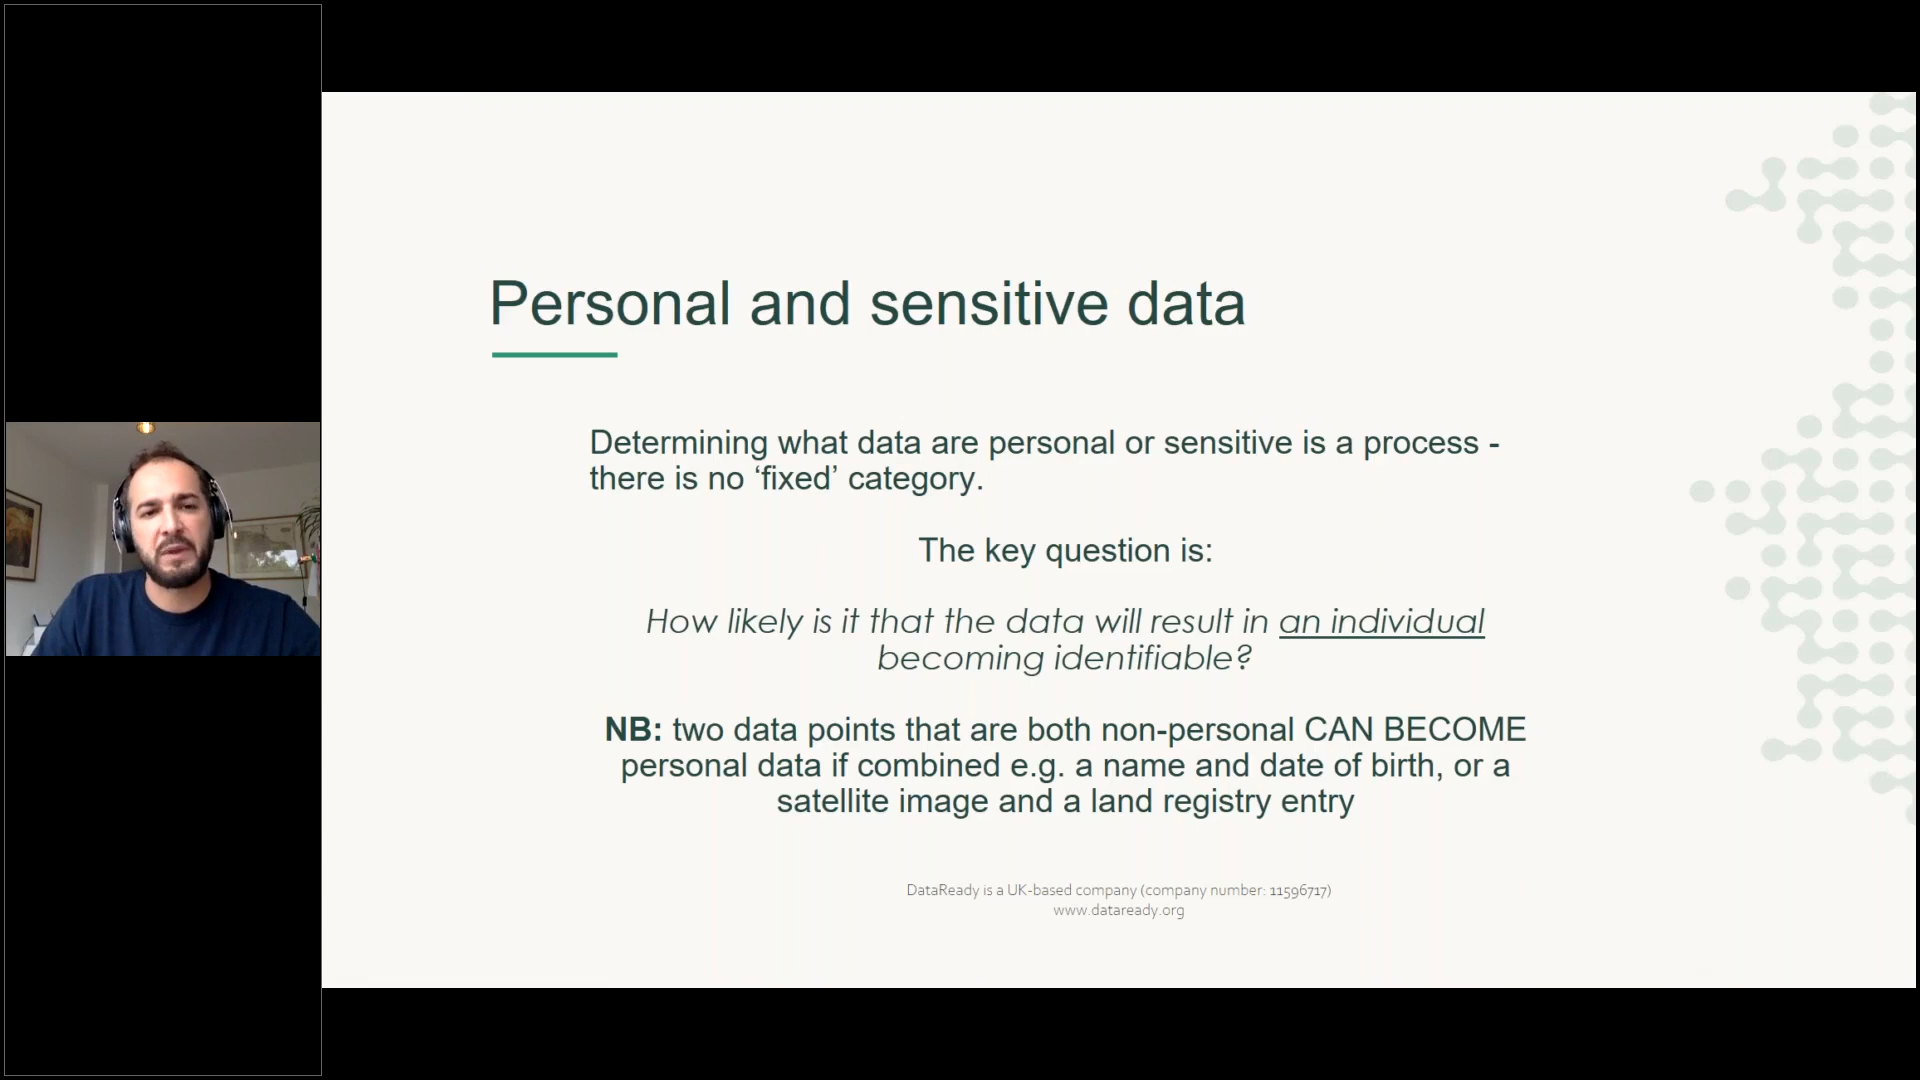 Personal and sensitive data
Determining what data are personal or sensitive is a process -
there is no ‘fixed’ category.
The key question is:
How likely is it that the data will result in an individual
becoming identifiable?
NB: two data points that are both non-personal CAN BECOME
personal data if combined e.g. a name and date of birth, or a
satellite image and a land registry entry
DataReady is a UK-based company (company number: 11596717)
www.dataready.org